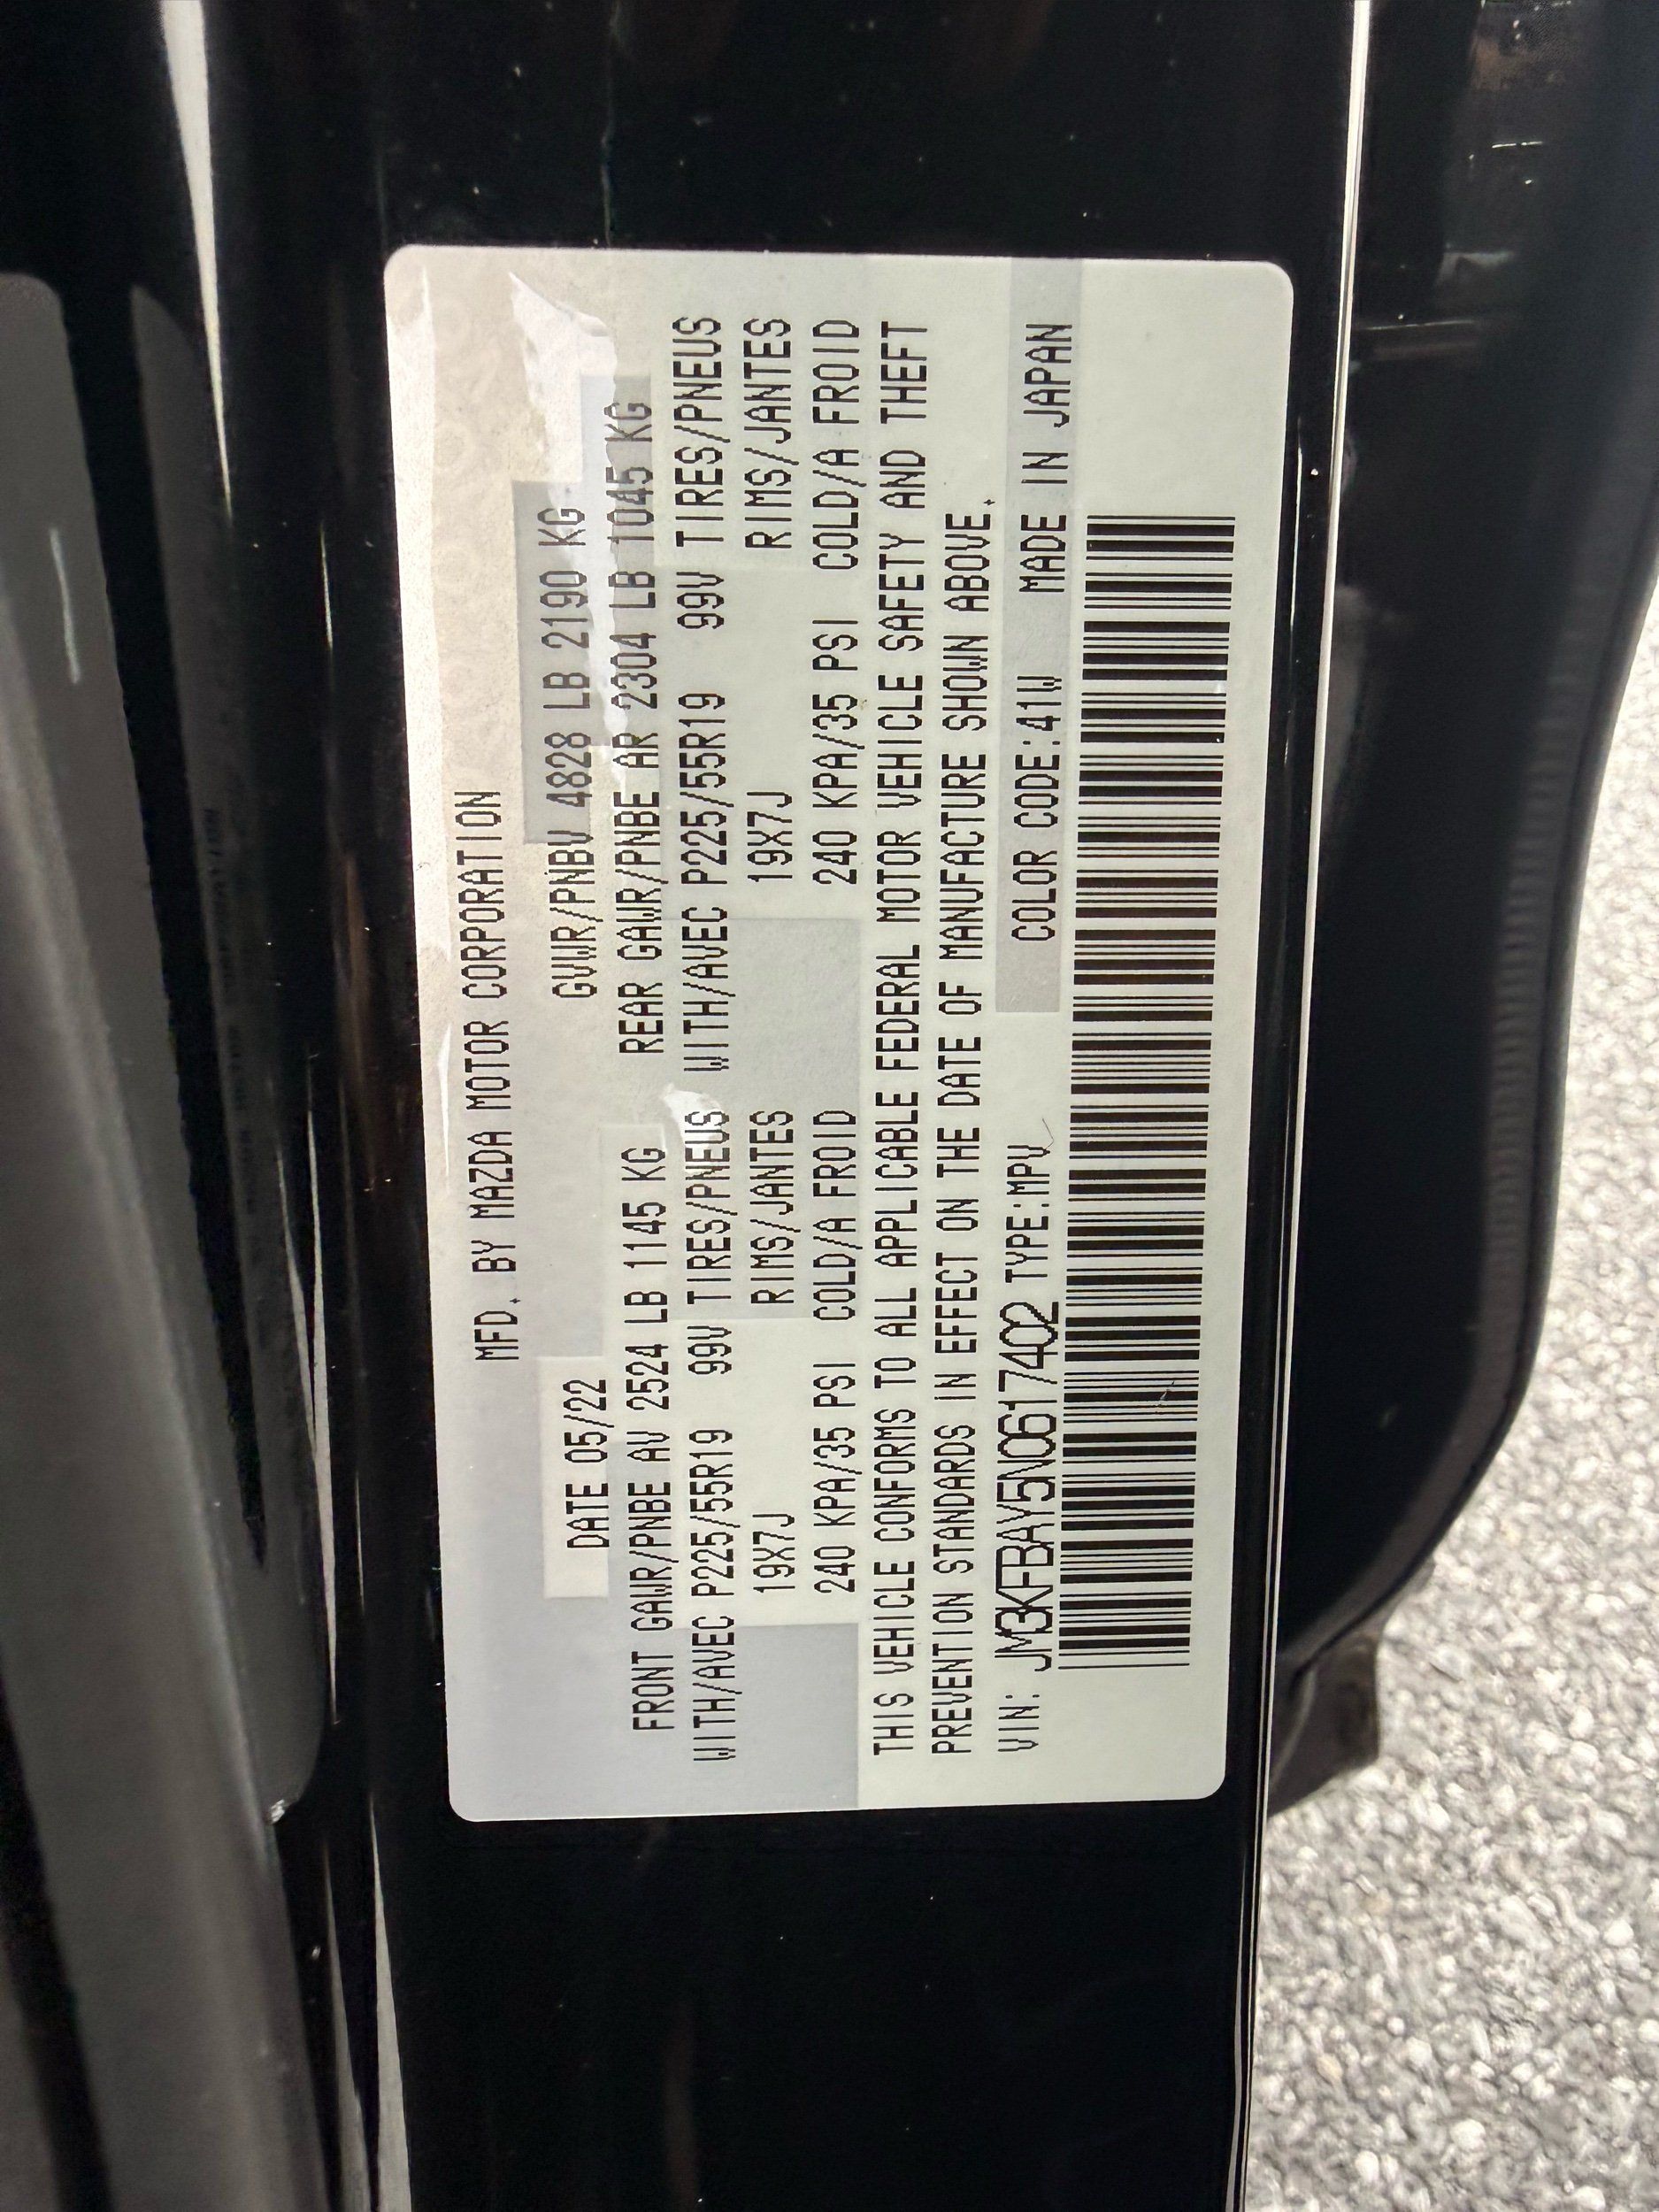 MFD. BY MAZDA MOTOR CORPORATION
DATE 05/22 GVWR/PNBV 4828 LB 2190 KG
FRONT GAWR/PNBE AV 2524 LB 1145 KG REAR GAWR/PNBE AR 2304 LB 1045 KG
WITH/AVEC P225/55R19 99V TIRES/PNEUS WITH/AVEC P225/55R19 99V TIRES/PNEUS
19X7J RIMS/JANTES 19X7J RIMS/JANTES
240 KPA/35 PSI COLD/A FROID 240 KPA/35 PSI COLD/A FROID
THIS VEHICLE CONFORMS TO ALL APPLICABLE FEDERAL MOTOR VEHICLE SAFETY AND THEFT
PREVENTION STANDARDS IN EFFECT ON THE DATE OF MANUFACTURE SHOWN ABOVE.
VIN: JM3KFBAY5N0617402 TYPE:MPV COLOR CODE:41W MADE IN JAPAN